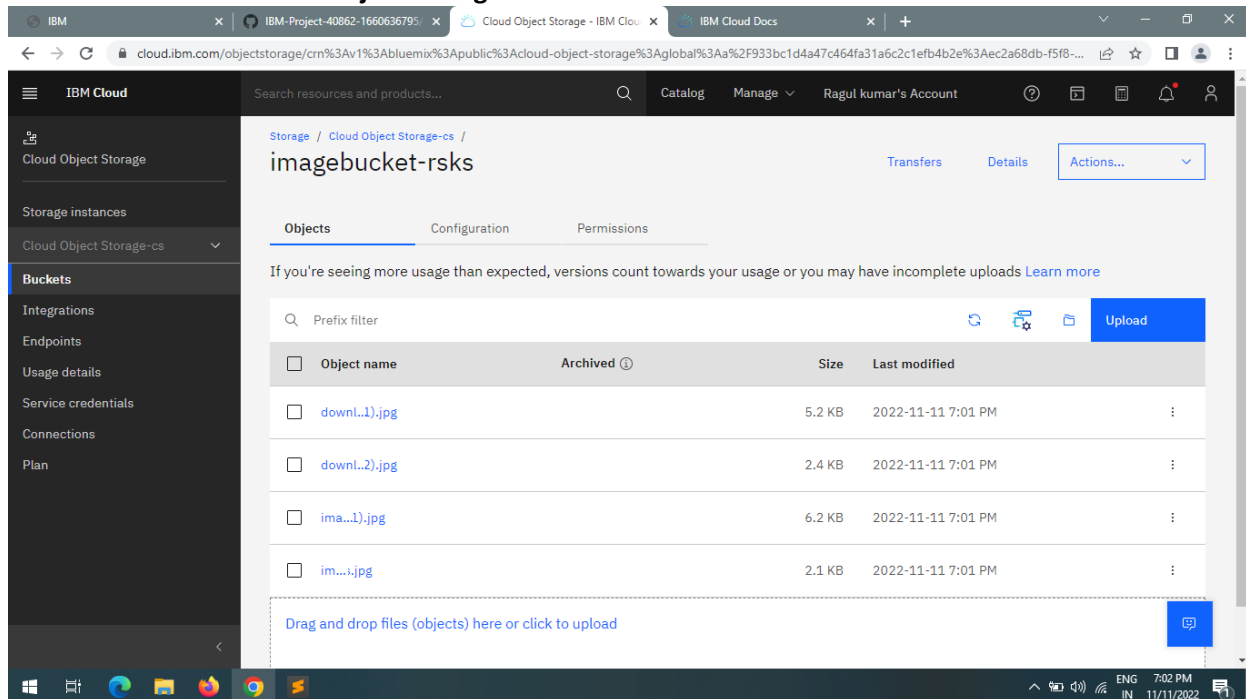 IBM
IBM-Project-40862-1660636795/
Cloud Object Storage - IBM Clou
IBM Cloud Docs
cloud.ibm.com/objectstorage/crn%3Av1%3Abluemix%3Apublic%3Acloud-object-storage%3Aglobal%3Aa%2F933bc1d4a47c464fa31a6c2c1efb4b2e%3Aec2a68db-f5f8-...
IBM Cloud
Search resources and products...
Catalog
Manage
Ragul kumar's Account
Cloud Object Storage
Storage instances
Cloud Object Storage-cs
Buckets
Integrations
Endpoints
Usage details
Service credentials
Connections
Plan
Storage / Cloud Object Storage-cs /
imagebucket-rsks
Transfers
Details
Actions...
Objects
Configuration
Permissions
If you're seeing more usage than expected, versions count towards your usage or you may have incomplete uploads Learn more
Prefix filter
Upload
Object name Archived Size Last modified
downl..1).jpg 5.2 KB 2022-11-11 7:01 PM
downl..2).jpg 2.4 KB 2022-11-11 7:01 PM
ima...1).jpg 6.2 KB 2022-11-11 7:01 PM
im...s.jpg 2.1 KB 2022-11-11 7:01 PM
Drag and drop files (objects) here or click to upload
ENG
IN
7:02 PM
11/11/2022